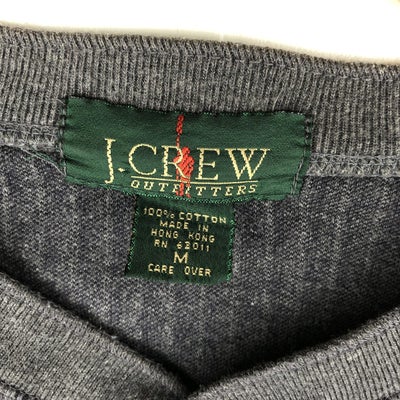 J.CREW
OUTFITTERS
100% COTTON
MADE IN
HONG KONG
RN 62011
M
CARE OVER